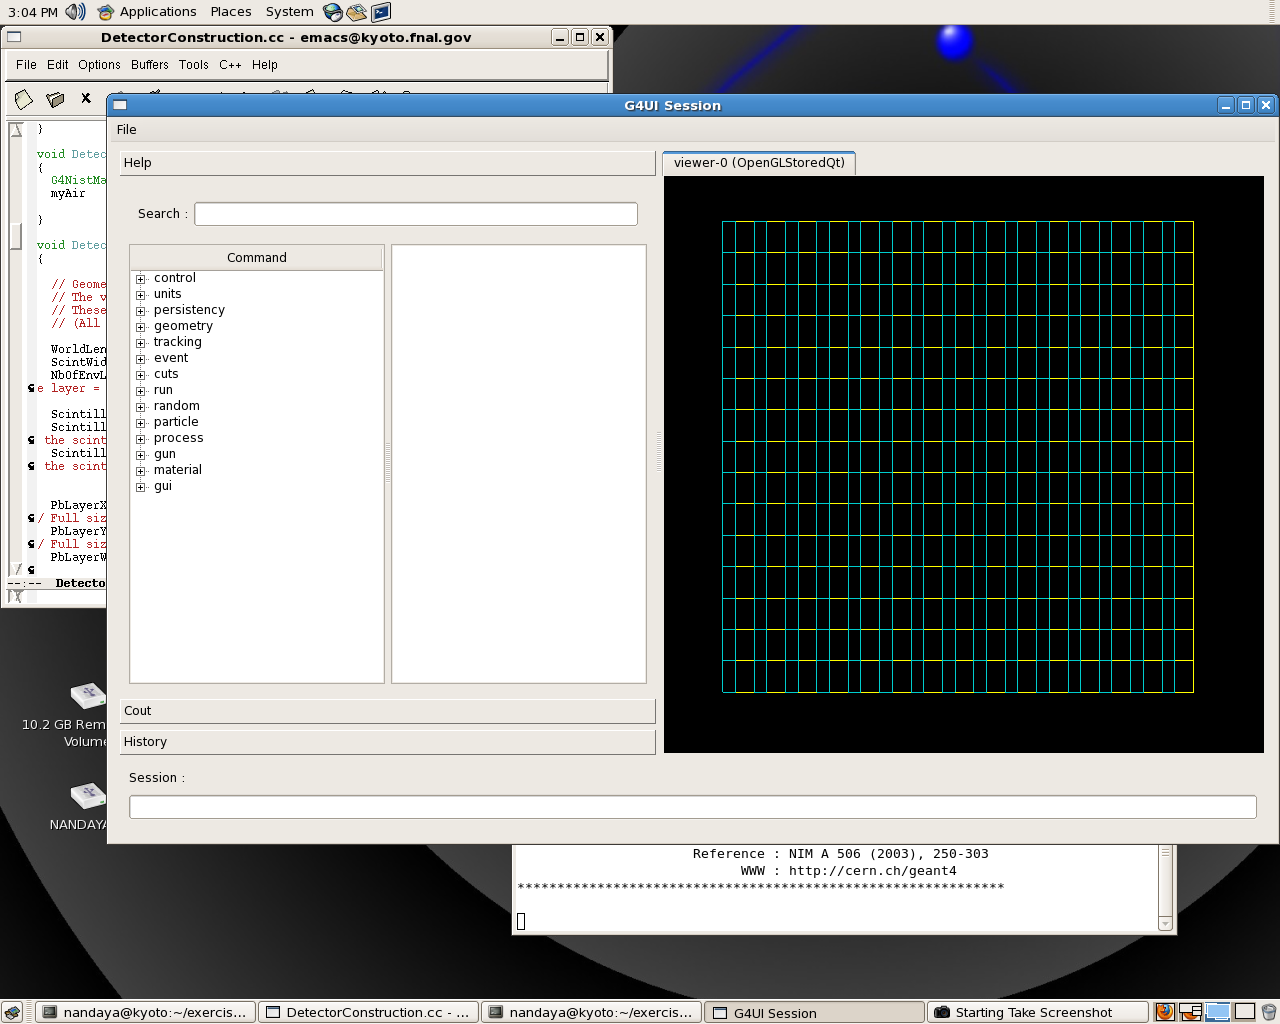 3:04 PM Applications Places System
DetectorConstruction.cc - emacs@kyoto.fnal.gov
File Edit Options Buffers Tools C++ Help
}
void Detec
{
G4NistMa
myAir
}
void Detec
{
// Geome
// The v
// These
// (All
WorldLen
ScintWid
NbOfEnvL
e layer =
Scintill
Scintill
the scint
Scintill
the scint
PbLayerX
/ Full siz
PbLayerY
/ Full siz
PbLayerW
--:-- Detecto
G4UI Session
File
Help
Search :
Command
control
units
persistency
geometry
tracking
event
cuts
run
random
particle
process
gun
material
gui
viewer-0 (OpenGLStoredQt)
Cout
History
Session :
10.2 GB Rem
Volume
NANDAYA
Reference : NIM A 506 (2003), 250-303
WWW : http://cern.ch/geant4
*************************************************************
nandaya@kyoto:~/exercis... DetectorConstruction.cc - ... nandaya@kyoto:~/exercis... G4UI Session Starting Take Screenshot